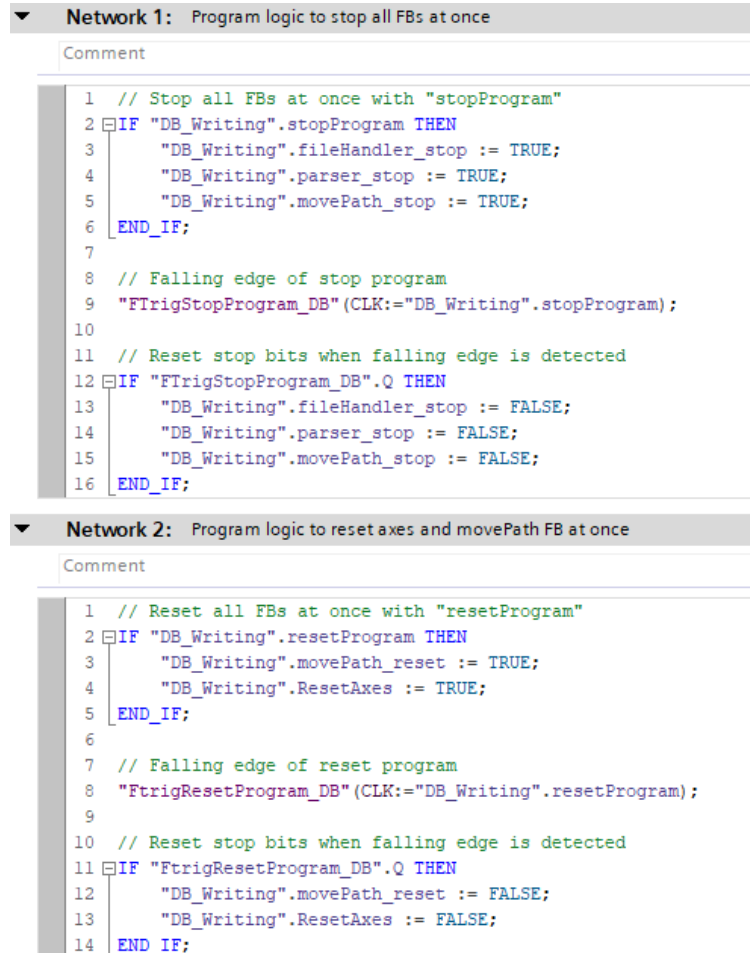 Network 1: Program logic to stop all FBs at once
Comment
1 // Stop all FBs at once with "stopProgram"
2 IF "DB_Writing".stopProgram THEN
3 "DB_Writing".fileHandler_stop := TRUE;
4 "DB_Writing".parser_stop := TRUE;
5 "DB_Writing".movePath_stop := TRUE;
6 END_IF;
7
8 // Falling edge of stop program
9 "FTrigStopProgram_DB"(CLK:="DB_Writing".stopProgram);
10
11 // Reset stop bits when falling edge is detected
12 IF "FTrigStopProgram_DB".Q THEN
13 "DB_Writing".fileHandler_stop := FALSE;
14 "DB_Writing".parser_stop := FALSE;
15 "DB_Writing".movePath_stop := FALSE;
16 END_IF;
Network 2: Program logic to reset axes and movePath FB at once
Comment
1 // Reset all FBs at once with "resetProgram"
2 IF "DB_Writing".resetProgram THEN
3 "DB_Writing".movePath_reset := TRUE;
4 "DB_Writing".ResetAxes := TRUE;
5 END_IF;
6
7 // Falling edge of reset program
8 "FtrigResetProgram_DB"(CLK:="DB_Writing".resetProgram);
9
10 // Reset stop bits when falling edge is detected
11 IF "FtrigResetProgram_DB".Q THEN
12 "DB_Writing".movePath_reset := FALSE;
13 "DB_Writing".ResetAxes := FALSE;
14 END_IF;